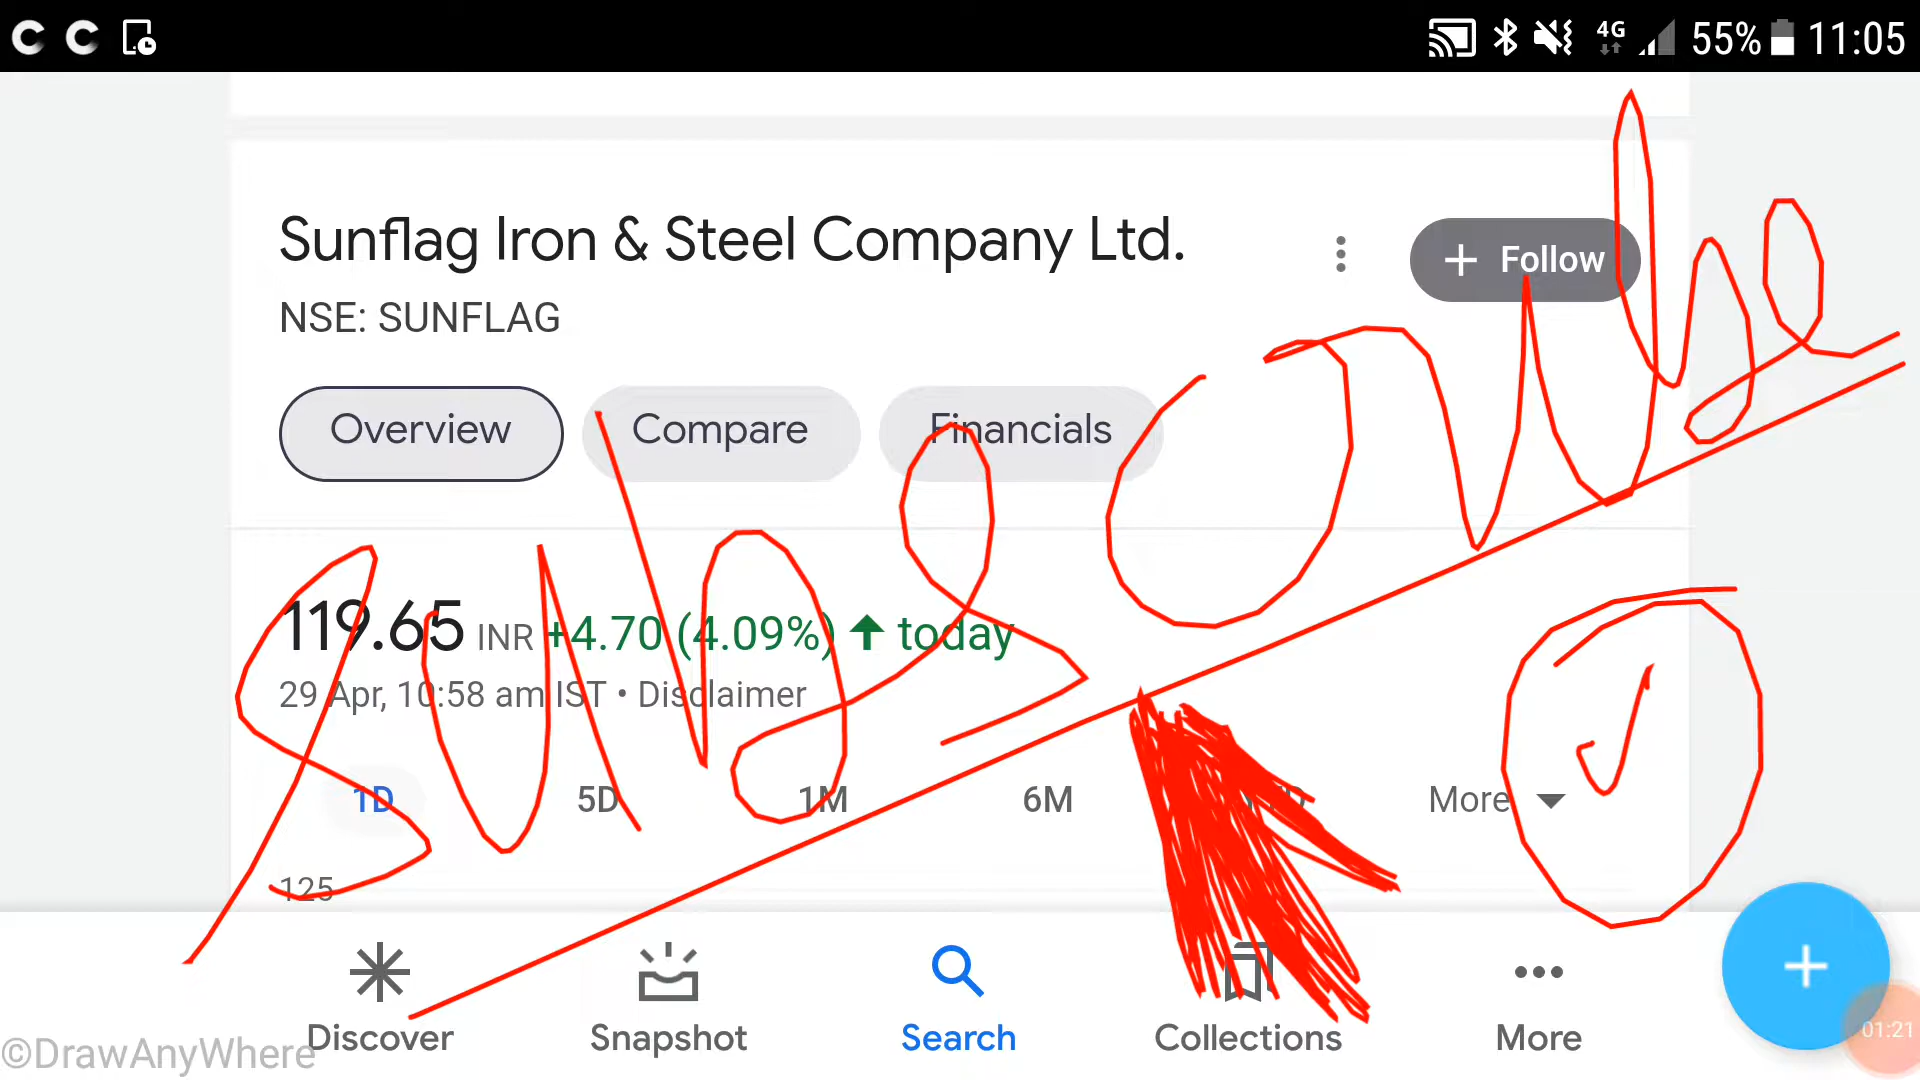 4G 55% 11:05
Sunflag Iron & Steel Company Ltd.
+ Follow
NSE: SUNFLAG
Overview Compare Financials
119.65 INR +4.70 (4.09%) today
29 Apr, 10:58 am IST • Disclaimer
1D 5D 1M 6M More
125
Discover Snapshot Search Collections More
01:21
©DrawAnyWhere